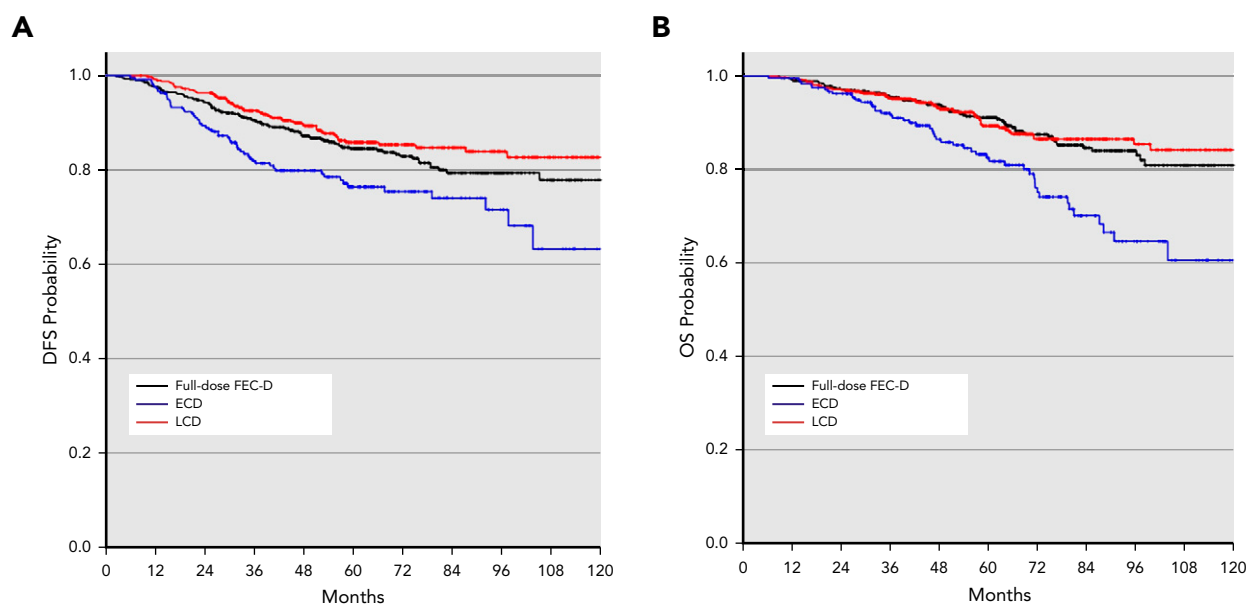 A
B
1.0
0.8
0.6
0.4
0.2
0.0
DFS Probability
Full-dose FEC-D
ECD
LCD
0 12 24 36 48 60 72 84 96 108 120
Months
1.0
0.8
0.6
0.4
0.2
0.0
OS Probability
Full-dose FEC-D
ECD
LCD
0 12 24 36 48 60 72 84 96 108 120
Months